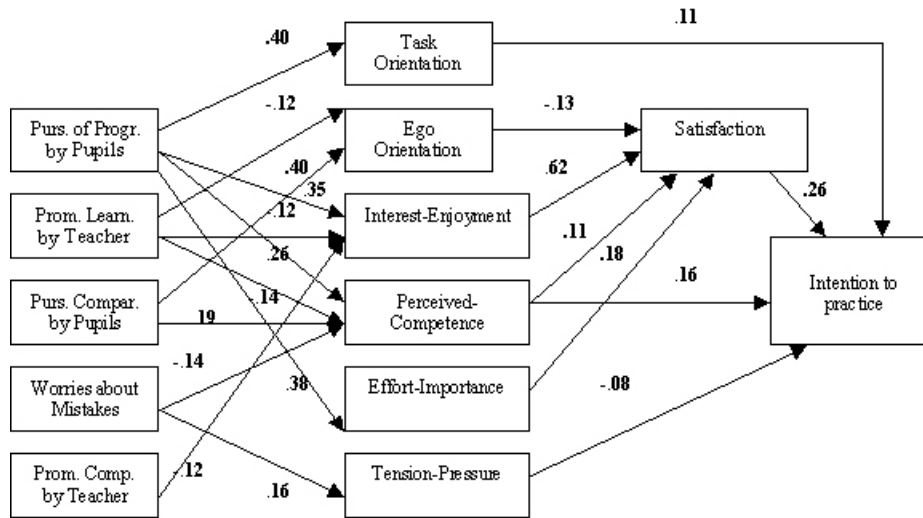 .11
.40
Task
Orientation
-.12
-.13
Purs. of Progr.
by Pupils
Ego
Orientation
Satisfaction
.40
.62
.35
.26
Prom. Learn.
by Teacher
-.12
Interest-Enjoyment
.11
.26
.18
.16
Purs. Compar.
by Pupils
.14
.19
Perceived-
Competence
Intention to
practice
-.14
Worries about
Mistakes
.38
Effort-Importance
-.08
Prom. Comp.
by Teacher
-.12
.16
Tension-Pressure